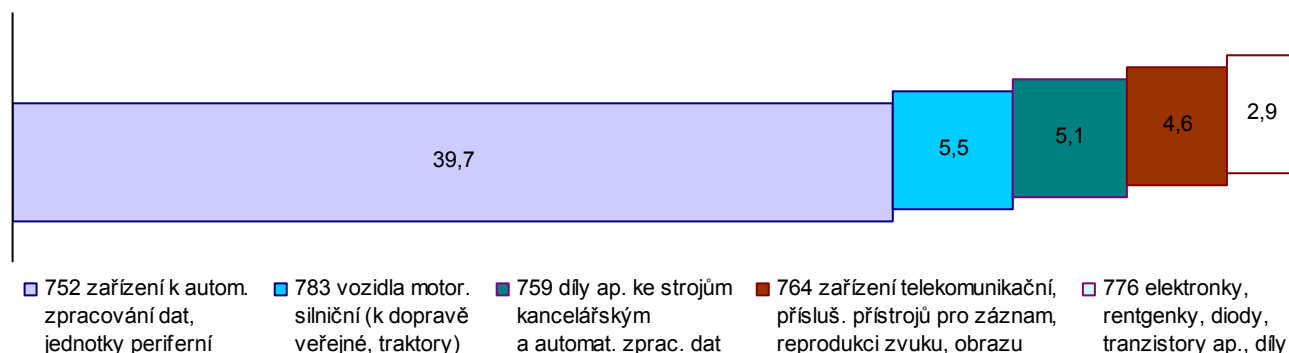 39,7
5,5
5,1
4,6
2,9
752 zařízení k autom.
zpracování dat,
jednotky periferní
783 vozidla motor.
silniční (k dopravě
veřejné, traktory)
759 díly ap. ke strojům
kancelářským
a automat. zprac. dat
764 zařízení telekomunikační,
přísluš. přístrojů pro záznam,
reprodukci zvuku, obrazu
776 elektronky,
rentgenky, diody,
tranzistory ap., díly